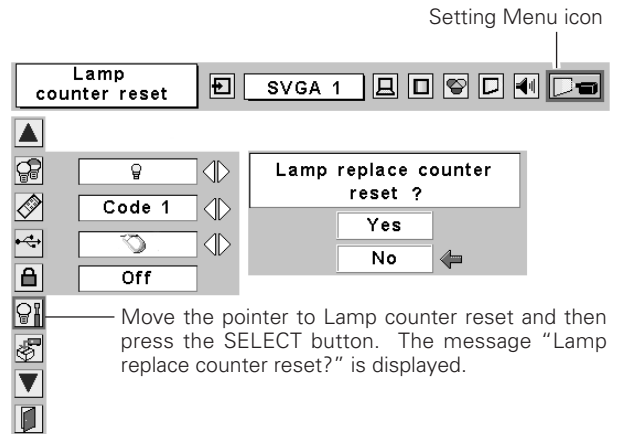 Setting Menu icon
Lamp
counter reset
SVGA 1
Lamp replace counter
reset ?
Code 1
Yes
No
Off
Move the pointer to Lamp counter reset and then
press the SELECT button. The message “Lamp
replace counter reset?” is displayed.